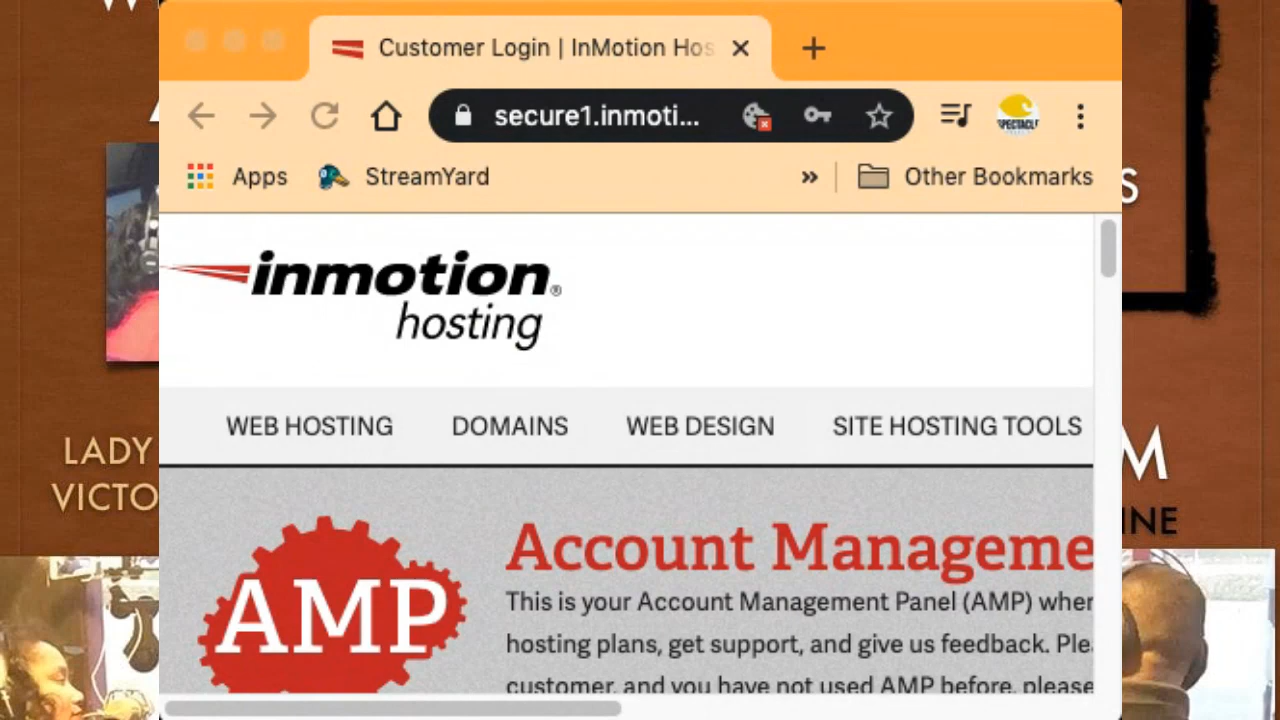 Customer Login | InMotion Hos
secure1.inmoti...
SPECTACL
Apps
StreamYard
»
Other Bookmarks
inmotion®
hosting
WEB HOSTING
DOMAINS
WEB DESIGN
SITE HOSTING TOOLS
LADY
VICTO
M
INE
AMP
Account Manageme
This is your Account Management Panel (AMP) wher
hosting plans, get support, and give us feedback. Ple
customer, and you have not used AMP before, please